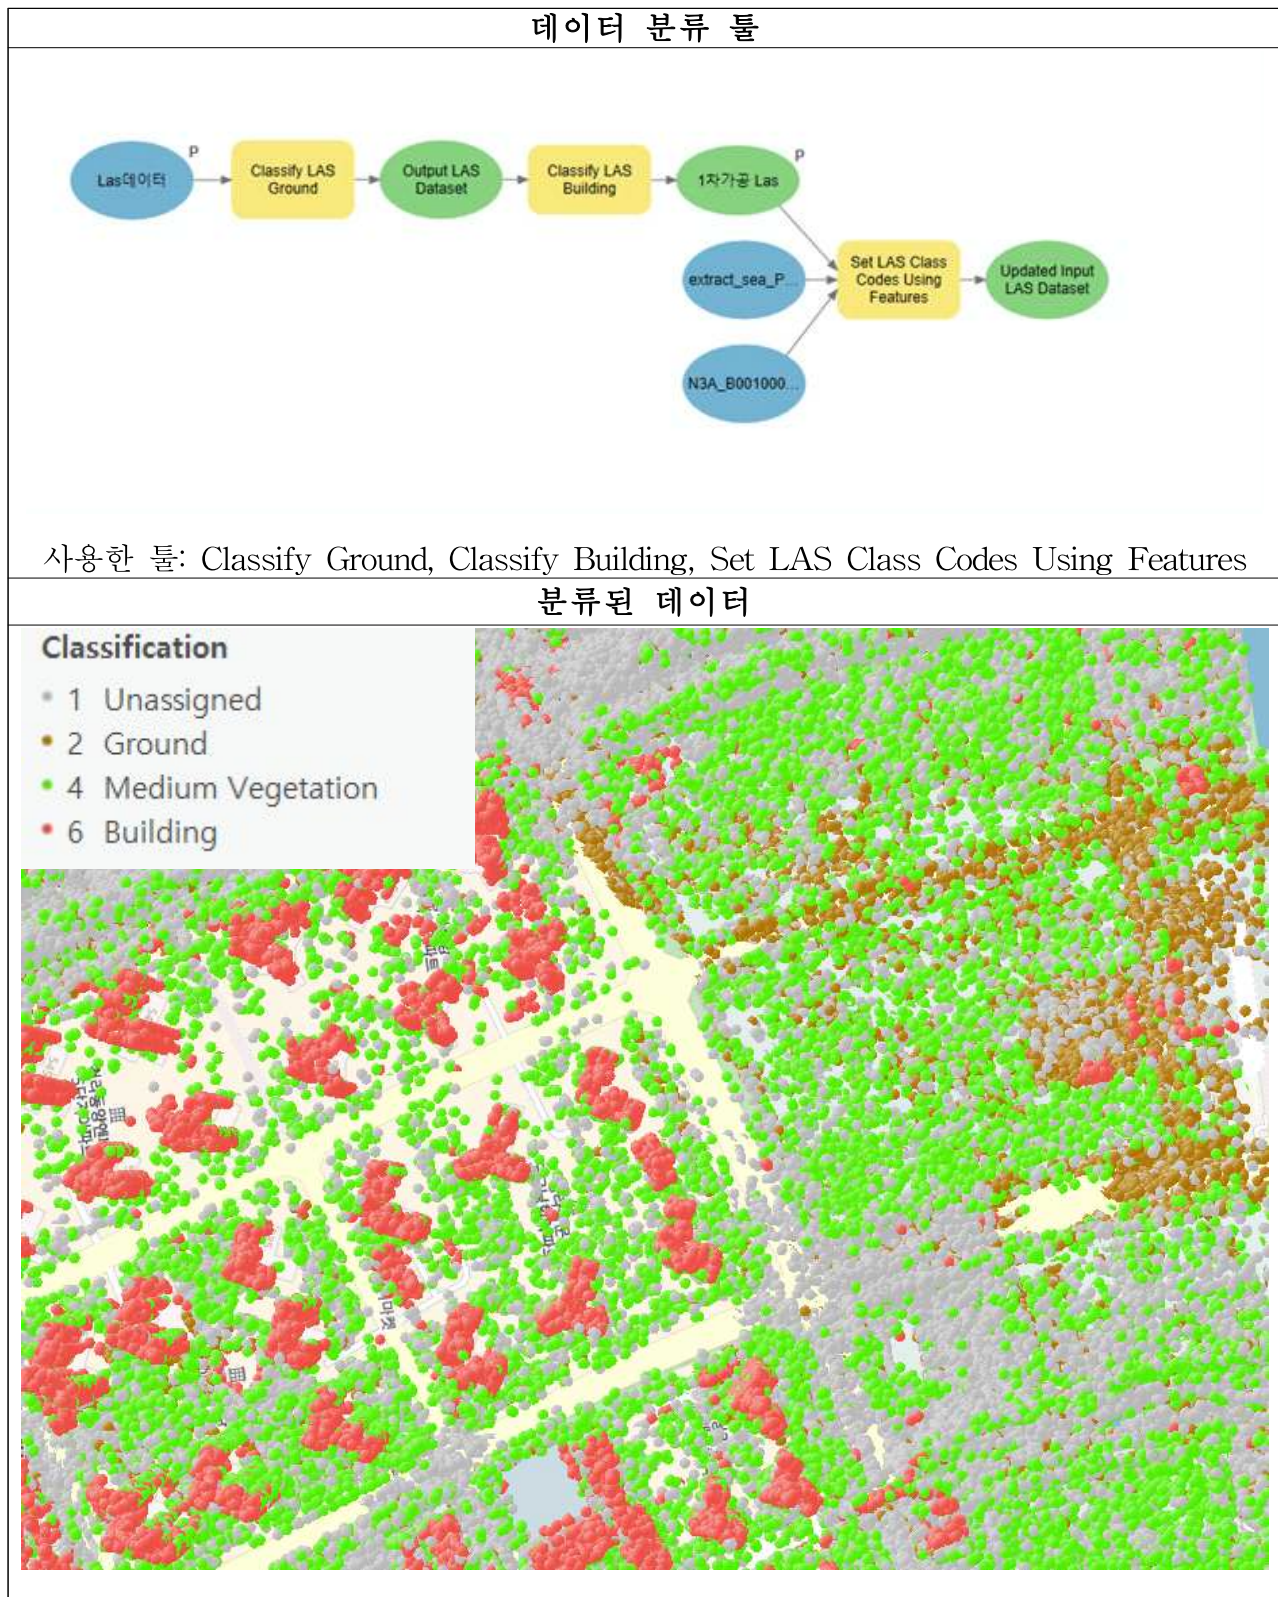 데이터 분류 툴
P
P
Las데이터
Classify LAS
Ground
Output LAS
Dataset
Classify LAS
Building
1차가공 Las
extract_sea_P...
Set LAS Class
Codes Using
Features
Updated Input
LAS Dataset
N3A_B001000...
사용한 툴: Classify Ground, Classify Building, Set LAS Class Codes Using Features
분류된 데이터
Classification
1 Unassigned
2 Ground
4 Medium Vegetation
6 Building